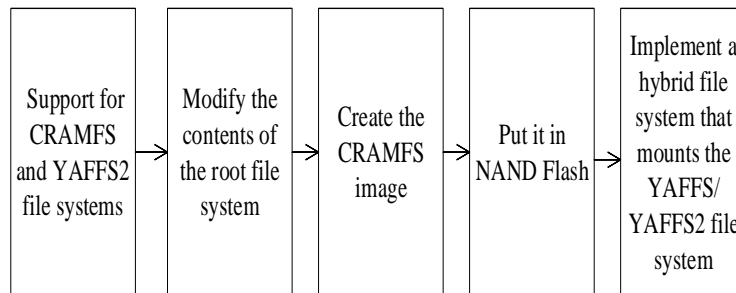 Support for
CRAMFS
and YAFFS2
file systems
Modify the
contents of
the root file
system
Create the
CRAMFS
image
Put it in
NAND Flash
Implement a
hybrid file
system that
mounts the
YAFFS/
YAFFS2 file
system